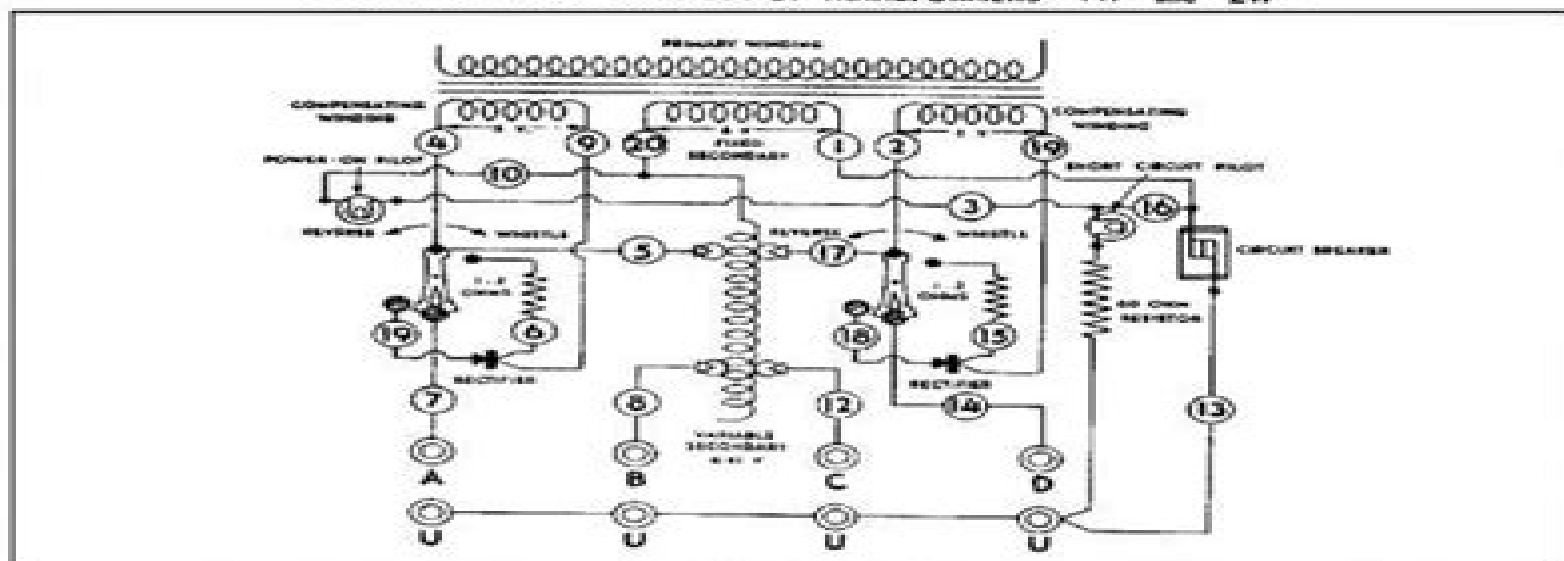 PRIMARY WINDING
COMPENSATING
WINDING
COMPENSATING
WINDING
4
9
20
FIXED
SECONDARY
1
2
19
POWER-ON PILOT
SHORT CIRCUIT PILOT
10
3
16
REVERSE
WHISTLE
5
REVERSE
17
WHISTLE
CIRCUIT BREAKER
OHMS
OHMS
RESISTOR
19
6
18
15
RECTIFIER
RECTIFIER
7
8
12
14
13
VARIABLE
SECONDARY
A
B
C
D
U
U
U
U